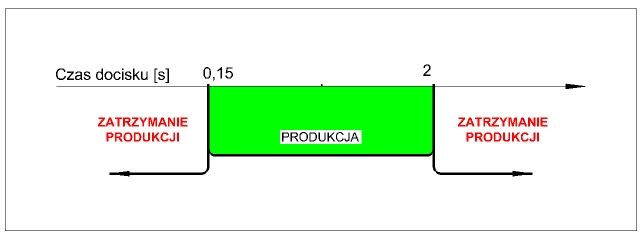 Czas docisku [s]
0,15
2
ZATRZYMANIE
PRODUKCJI
PRODUKCJA
ZATRZYMANIE
PRODUKCJI